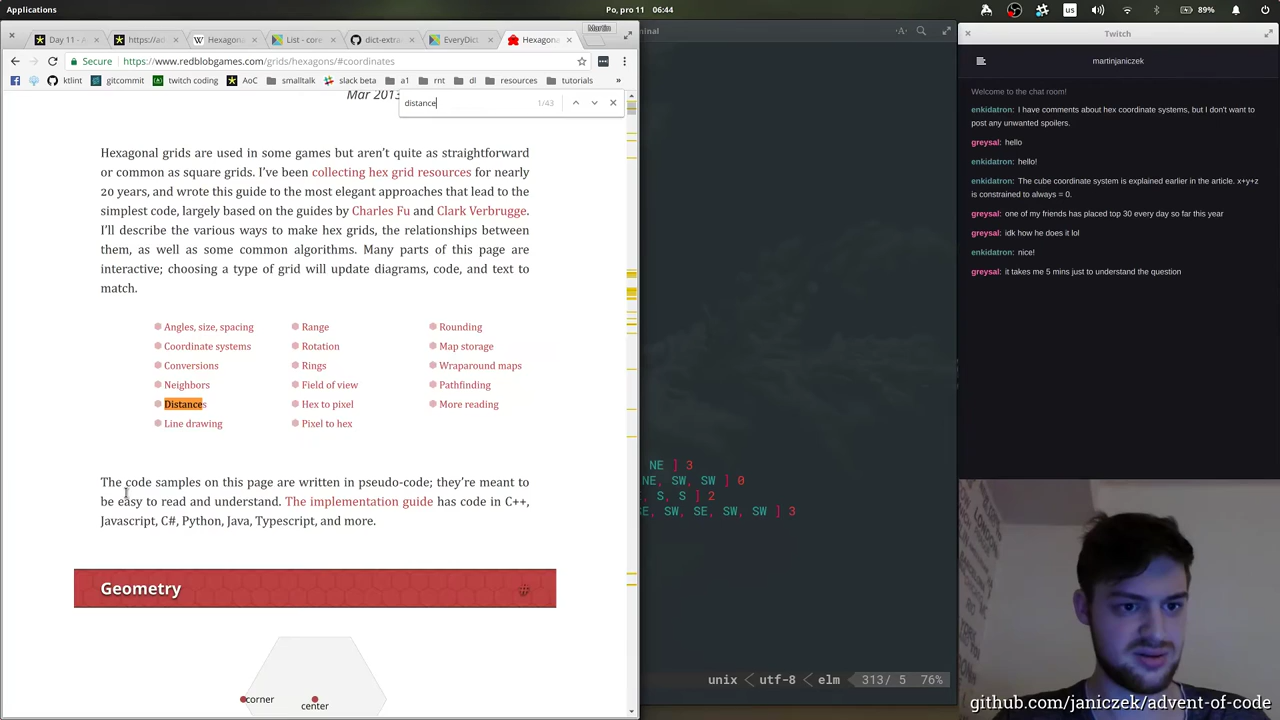 Applications
Po, pro 11 06:44
us
89%
Day 11 - A
https://ad
Wikipedia
Hexagonal
List - core
dict-extra
EveryDict
Hexagona
Martin
Secure
https://www.redblobgames.com/grids/hexagons/#coordinates
ktlint
gitcommit
twitch coding
AoC
smalltalk
slack beta
a1
rnt
dl
resources
tutorials
Mar 2013
distance
1/43
Hexagonal grids are used in some games but aren't quite as straightforward
or common as square grids. I've been collecting hex grid resources for nearly
20 years, and wrote this guide to the most elegant approaches that lead to the
simplest code, largely based on the guides by Charles Fu and Clark Verbrugge.
I'll describe the various ways to make hex grids, the relationships between
them, as well as some common algorithms. Many parts of this page are
interactive; choosing a type of grid will update diagrams, code, and text to
match.
Angles, size, spacing
Coordinate systems
Conversions
Neighbors
Distances
Line drawing
Range
Rotation
Rings
Field of view
Hex to pixel
Pixel to hex
Rounding
Map storage
Wraparound maps
Pathfinding
More reading
The code samples on this page are written in pseudo-code; they're meant to
be easy to read and understand. The implementation guide has code in C++,
Javascript, C#, Python, Java, Typescript, and more.
Geometry
corner
center
minal
-A-
NE ] 3
NE, SW, SW ] 0
, S, S ] 2
SE, SW, SE, SW, SW ] 3
unix < utf-8 < elm 313/ 5 76%
Twitch
martinjaniczek
Welcome to the chat room!
enkidatron: I have comments about hex coordinate systems, but I don't want to
post any unwanted spoilers.
greysal: hello
enkidatron: hello!
enkidatron: The cube coordinate system is explained earlier in the article. x+y+z
is constrained to always = 0.
greysal: one of my friends has placed top 30 every day so far this year
greysal: idk how he does it lol
enkidatron: nice!
greysal: it takes me 5 mins just to understand the question
github.com/janiczek/advent-of-code